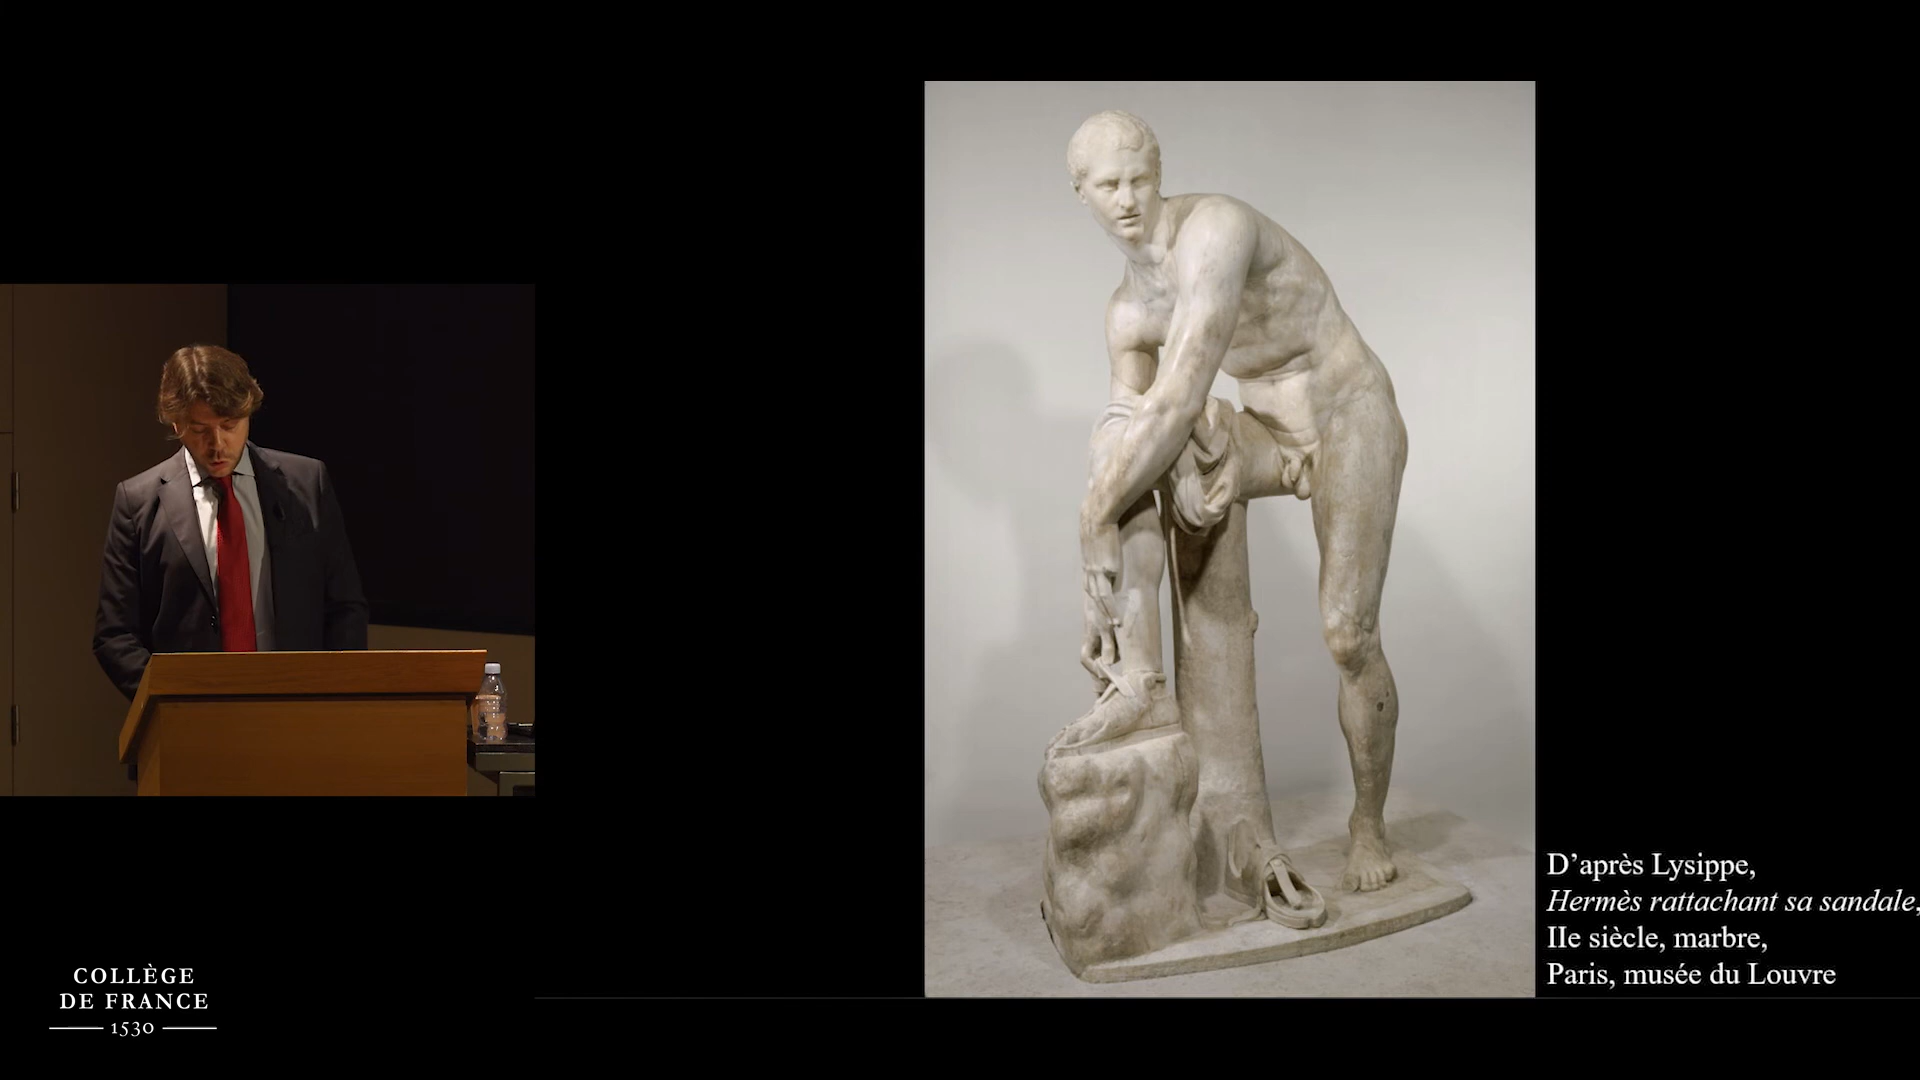 COLLÈGE
DE FRANCE
1530
D'après Lysippe,
Hermès rattachant sa sandale,
IIe siècle, marbre,
Paris, musée du Louvre